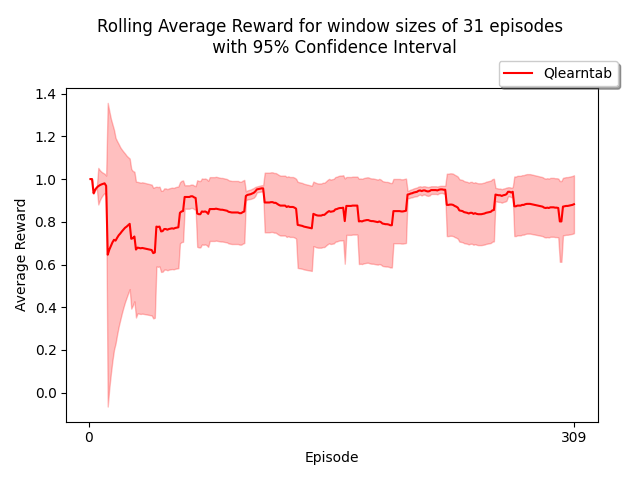 Rolling Average Reward for window sizes of 31 episodes
with 95% Confidence Interval
Qlearntab
1.4
1.2
1.0
0.8
0.6
0.4
0.2
0.0
Average Reward
0
309
Episode